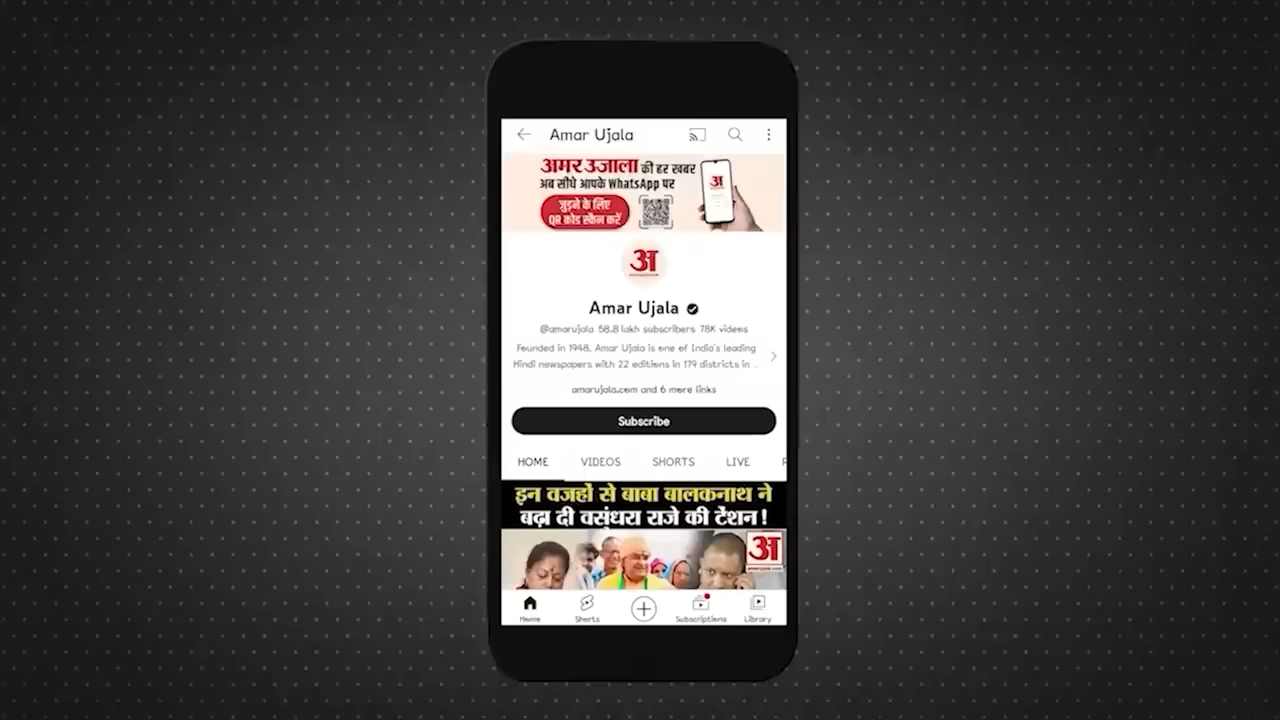 Amar Ujala
अमर उजाला की हर खबर
अब सीधे आपके WhatsApp पर
जुड़ने के लिए
QR कोड स्कैन करें
अ
अ
Amar Ujala
@amarujala 58.8 lakh subscribers 78K videos
Founded in 1948, Amar Ujala is one of India's leading
Hindi newspapers with 22 editions in 179 districts in ...
amarujala.com and 6 more links
Subscribe
HOME VIDEOS SHORTS LIVE
इन वजहों से बाबा बालकनाथ ने
बढ़ा दी वसुंधरा राजे की टेंशन!
अ
amarujala.com
Home Shorts Subscriptions Library